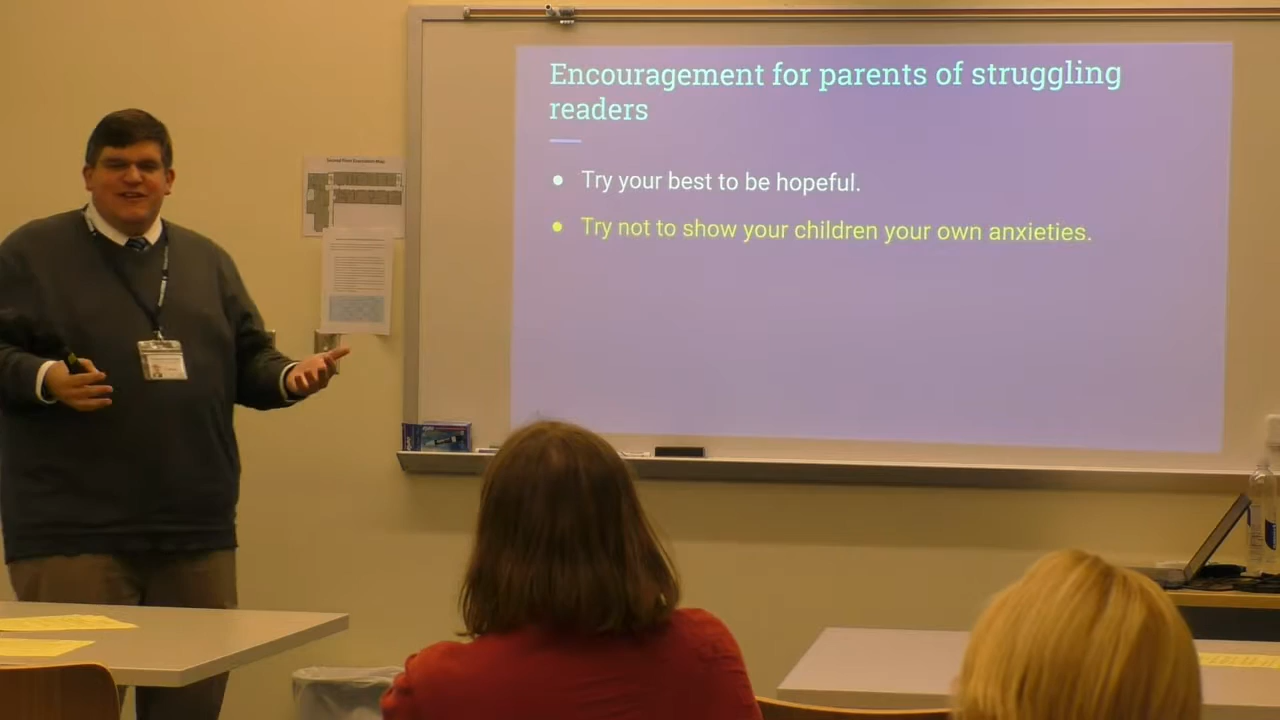 Encouragement for parents of struggling
readers
Try your best to be hopeful.
Try not to show your children your own anxieties.